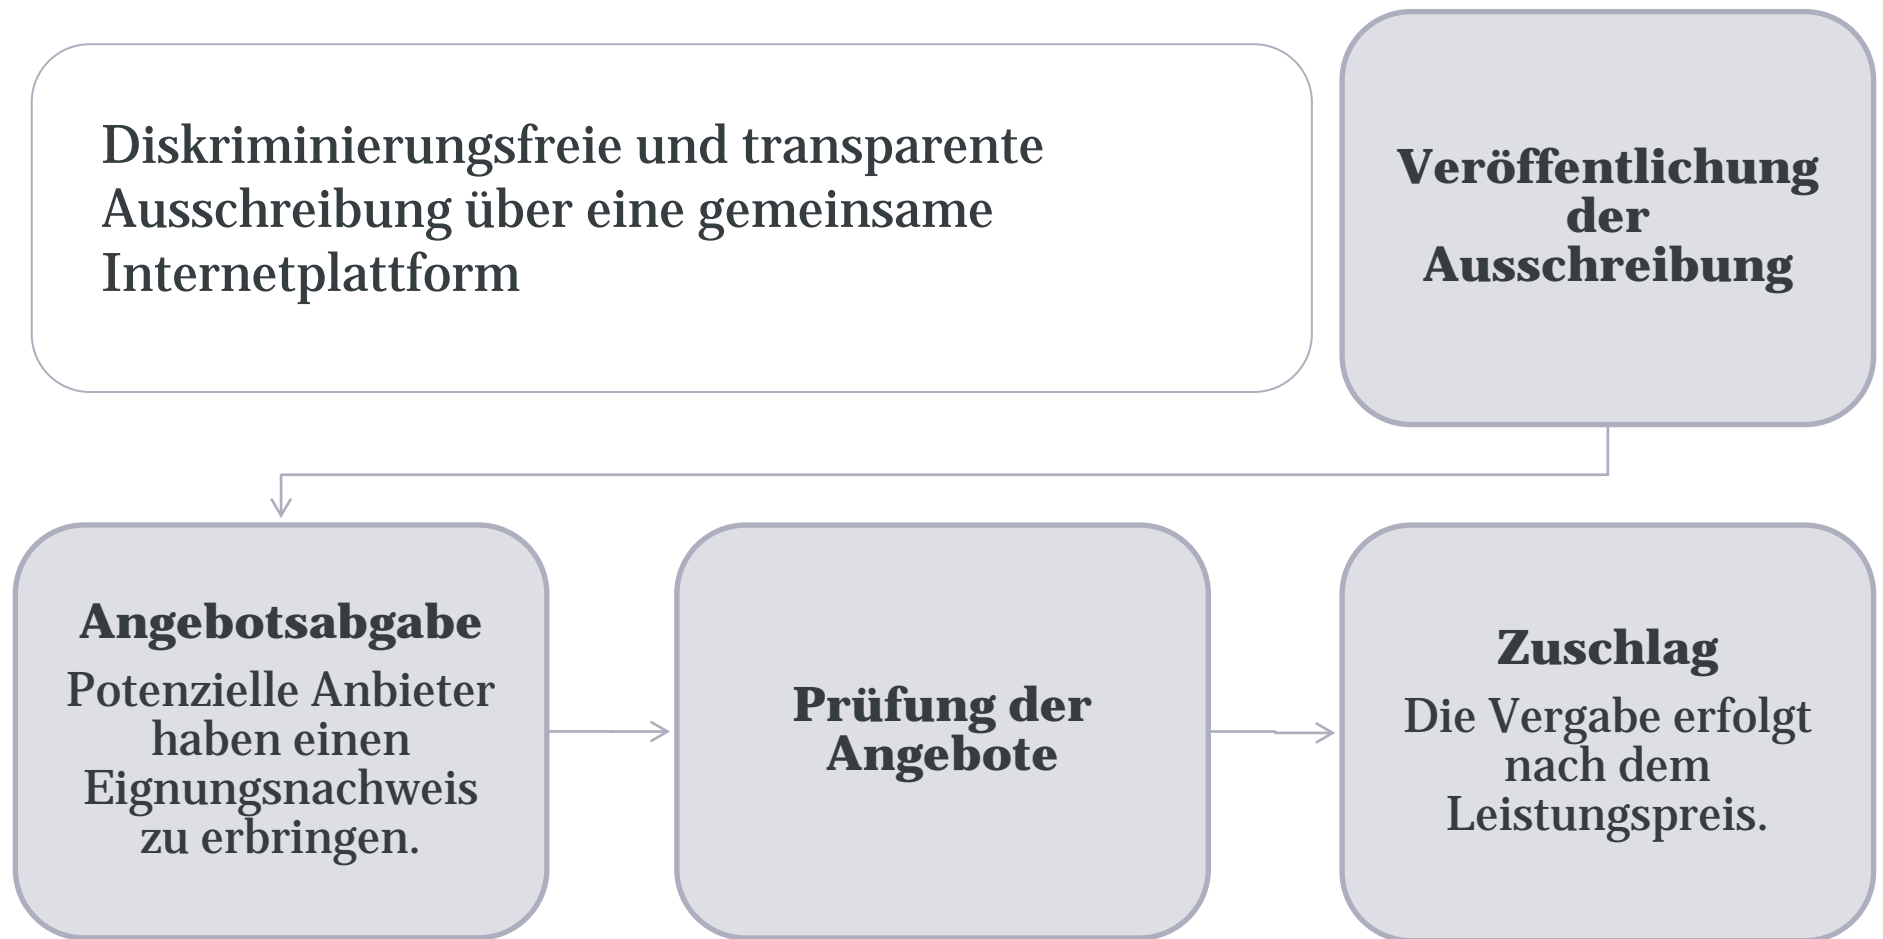 Diskriminierungsfreie und transparente
Ausschreibung über eine gemeinsame
Internetplattform
Veröffentlichung
der
Ausschreibung
Angebotsabgabe
Potenzielle Anbieter
haben einen
Eignungsnachweis
zu erbringen.
Prüfung der
Angebote
Zuschlag
Die Vergabe erfolgt
nach dem
Leistungspreis.